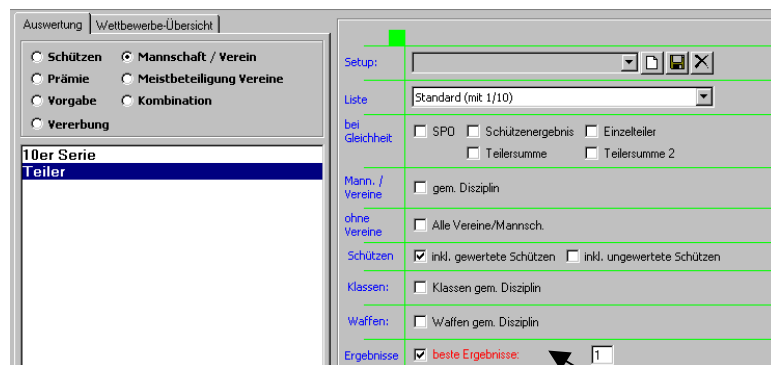 Auswertung Wettbewerbe-Übersicht
Schützen Mannschaft / Verein
Prämie Meistbeteiligung Vereine
Vorgabe Kombination
Vererbung
10er Serie
Teiler
Setup:
Liste Standard (mit 1/10)
bei Gleichheit SPO Schützenergebnis Einzelteiler
Teilersumme Teilersumme 2
Mann. / Vereine gem. Disziplin
ohne Vereine Alle Vereine/Mannsch.
Schützen inkl. gewertete Schützen inkl. ungewertete Schützen
Klassen: Klassen gem. Disziplin
Waffen: Waffen gem. Disziplin
Ergebnisse beste Ergebnisse: 1